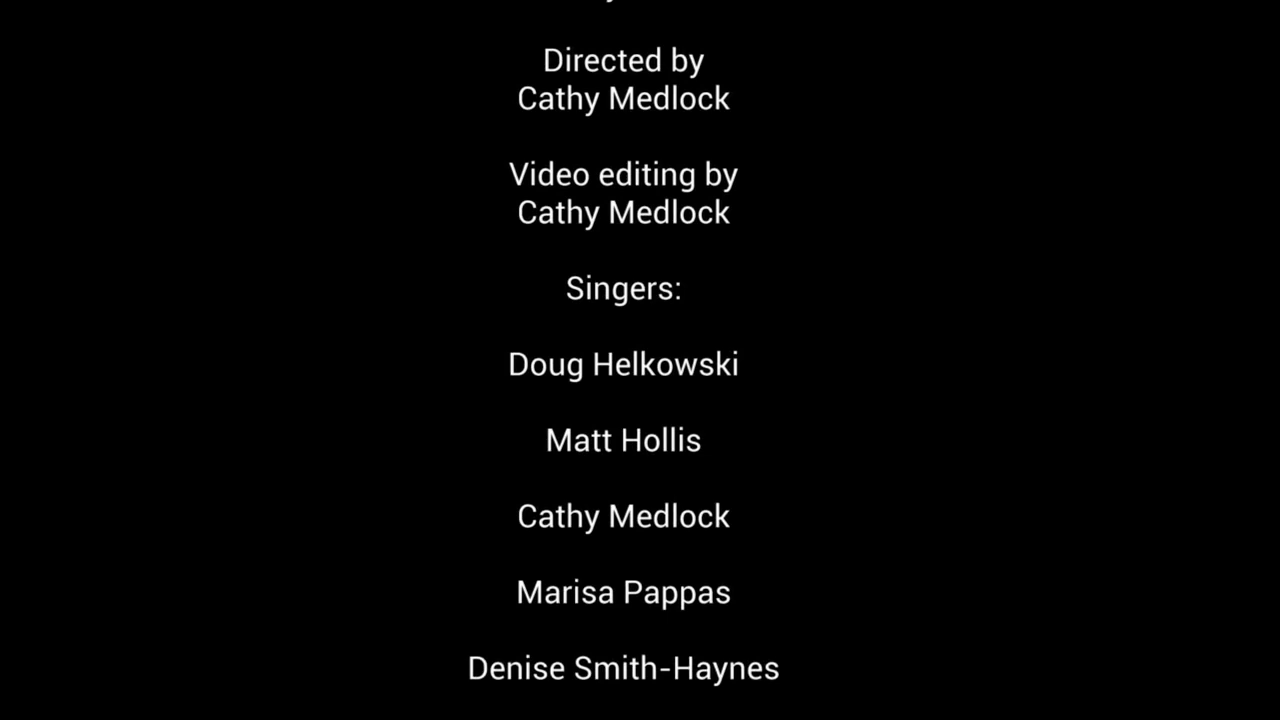 Directed by
Cathy Medlock
Video editing by
Cathy Medlock
Singers:
Doug Helkowski
Matt Hollis
Cathy Medlock
Marisa Pappas
Denise Smith-Haynes